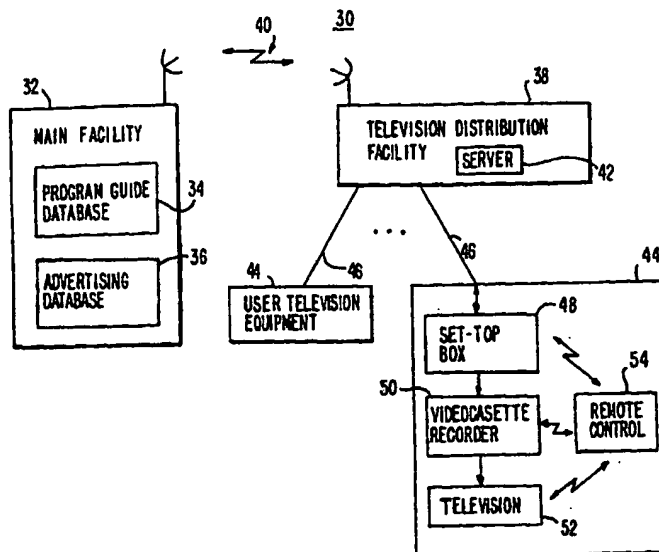 30
40
32
MAIN FACILITY
PROGRAM GUIDE
DATABASE
34
ADVERTISING
DATABASE
36
38
TELEVISION DISTRIBUTION
FACILITY
SERVER
42
...
46
46
44
USER TELEVISION
EQUIPMENT
44
SET-TOP
BOX
48
50
VIDEOCASETTE
RECORDER
54
REMOTE
CONTROL
TELEVISION
52